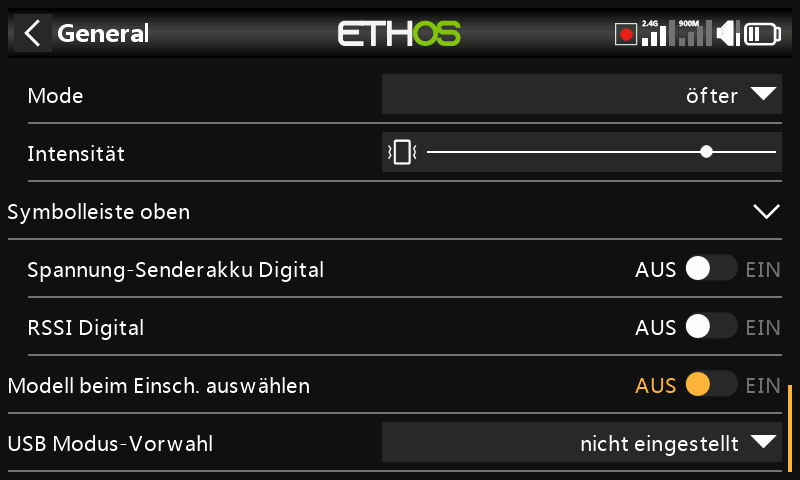 General
ETHOS
2.4G
900M
Mode
öfter
Intensität
Symbolleiste oben
Spannung-Senderakku Digital
AUS EIN
RSSI Digital
AUS EIN
Modell beim Einsch. auswählen
AUS EIN
USB Modus-Vorwahl
nicht eingestellt